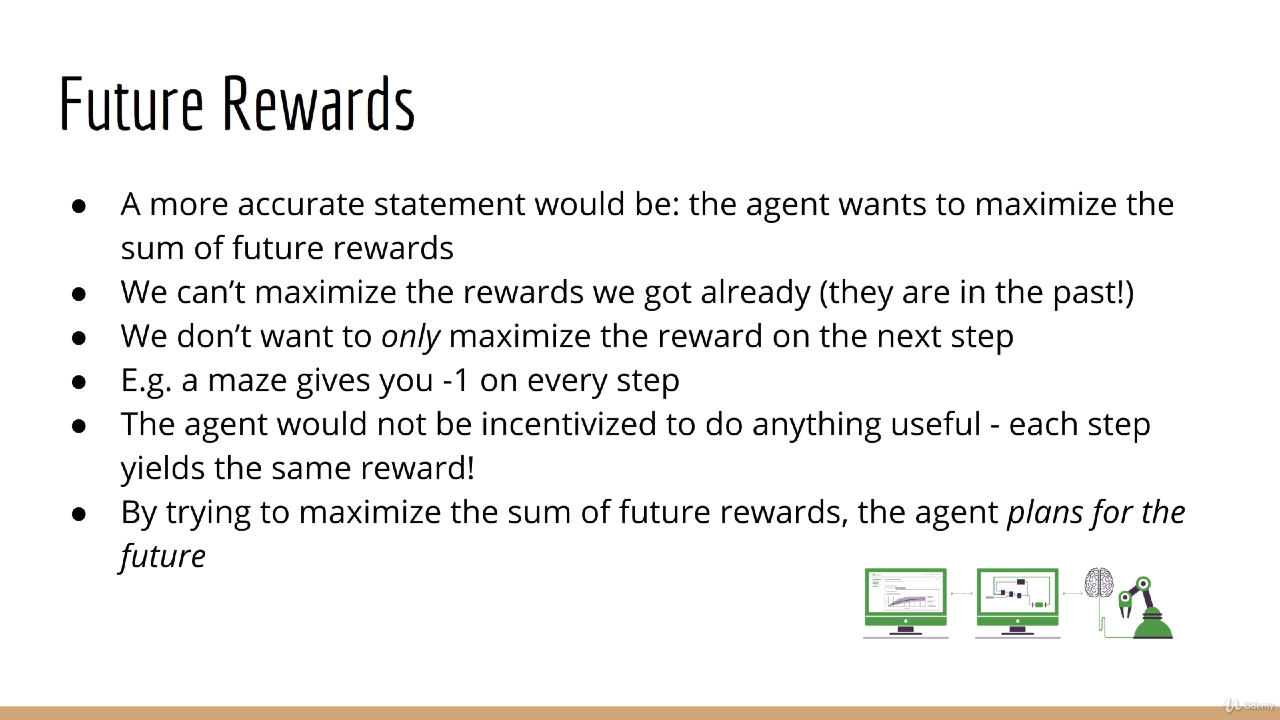 Future Rewards
● A more accurate statement would be: the agent wants to maximize the
sum of future rewards
● We can’t maximize the rewards we got already (they are in the past!)
● We don’t want to only maximize the reward on the next step
● E.g. a maze gives you -1 on every step
● The agent would not be incentivized to do anything useful - each step
yields the same reward!
● By trying to maximize the sum of future rewards, the agent plans for the
future
Udemy